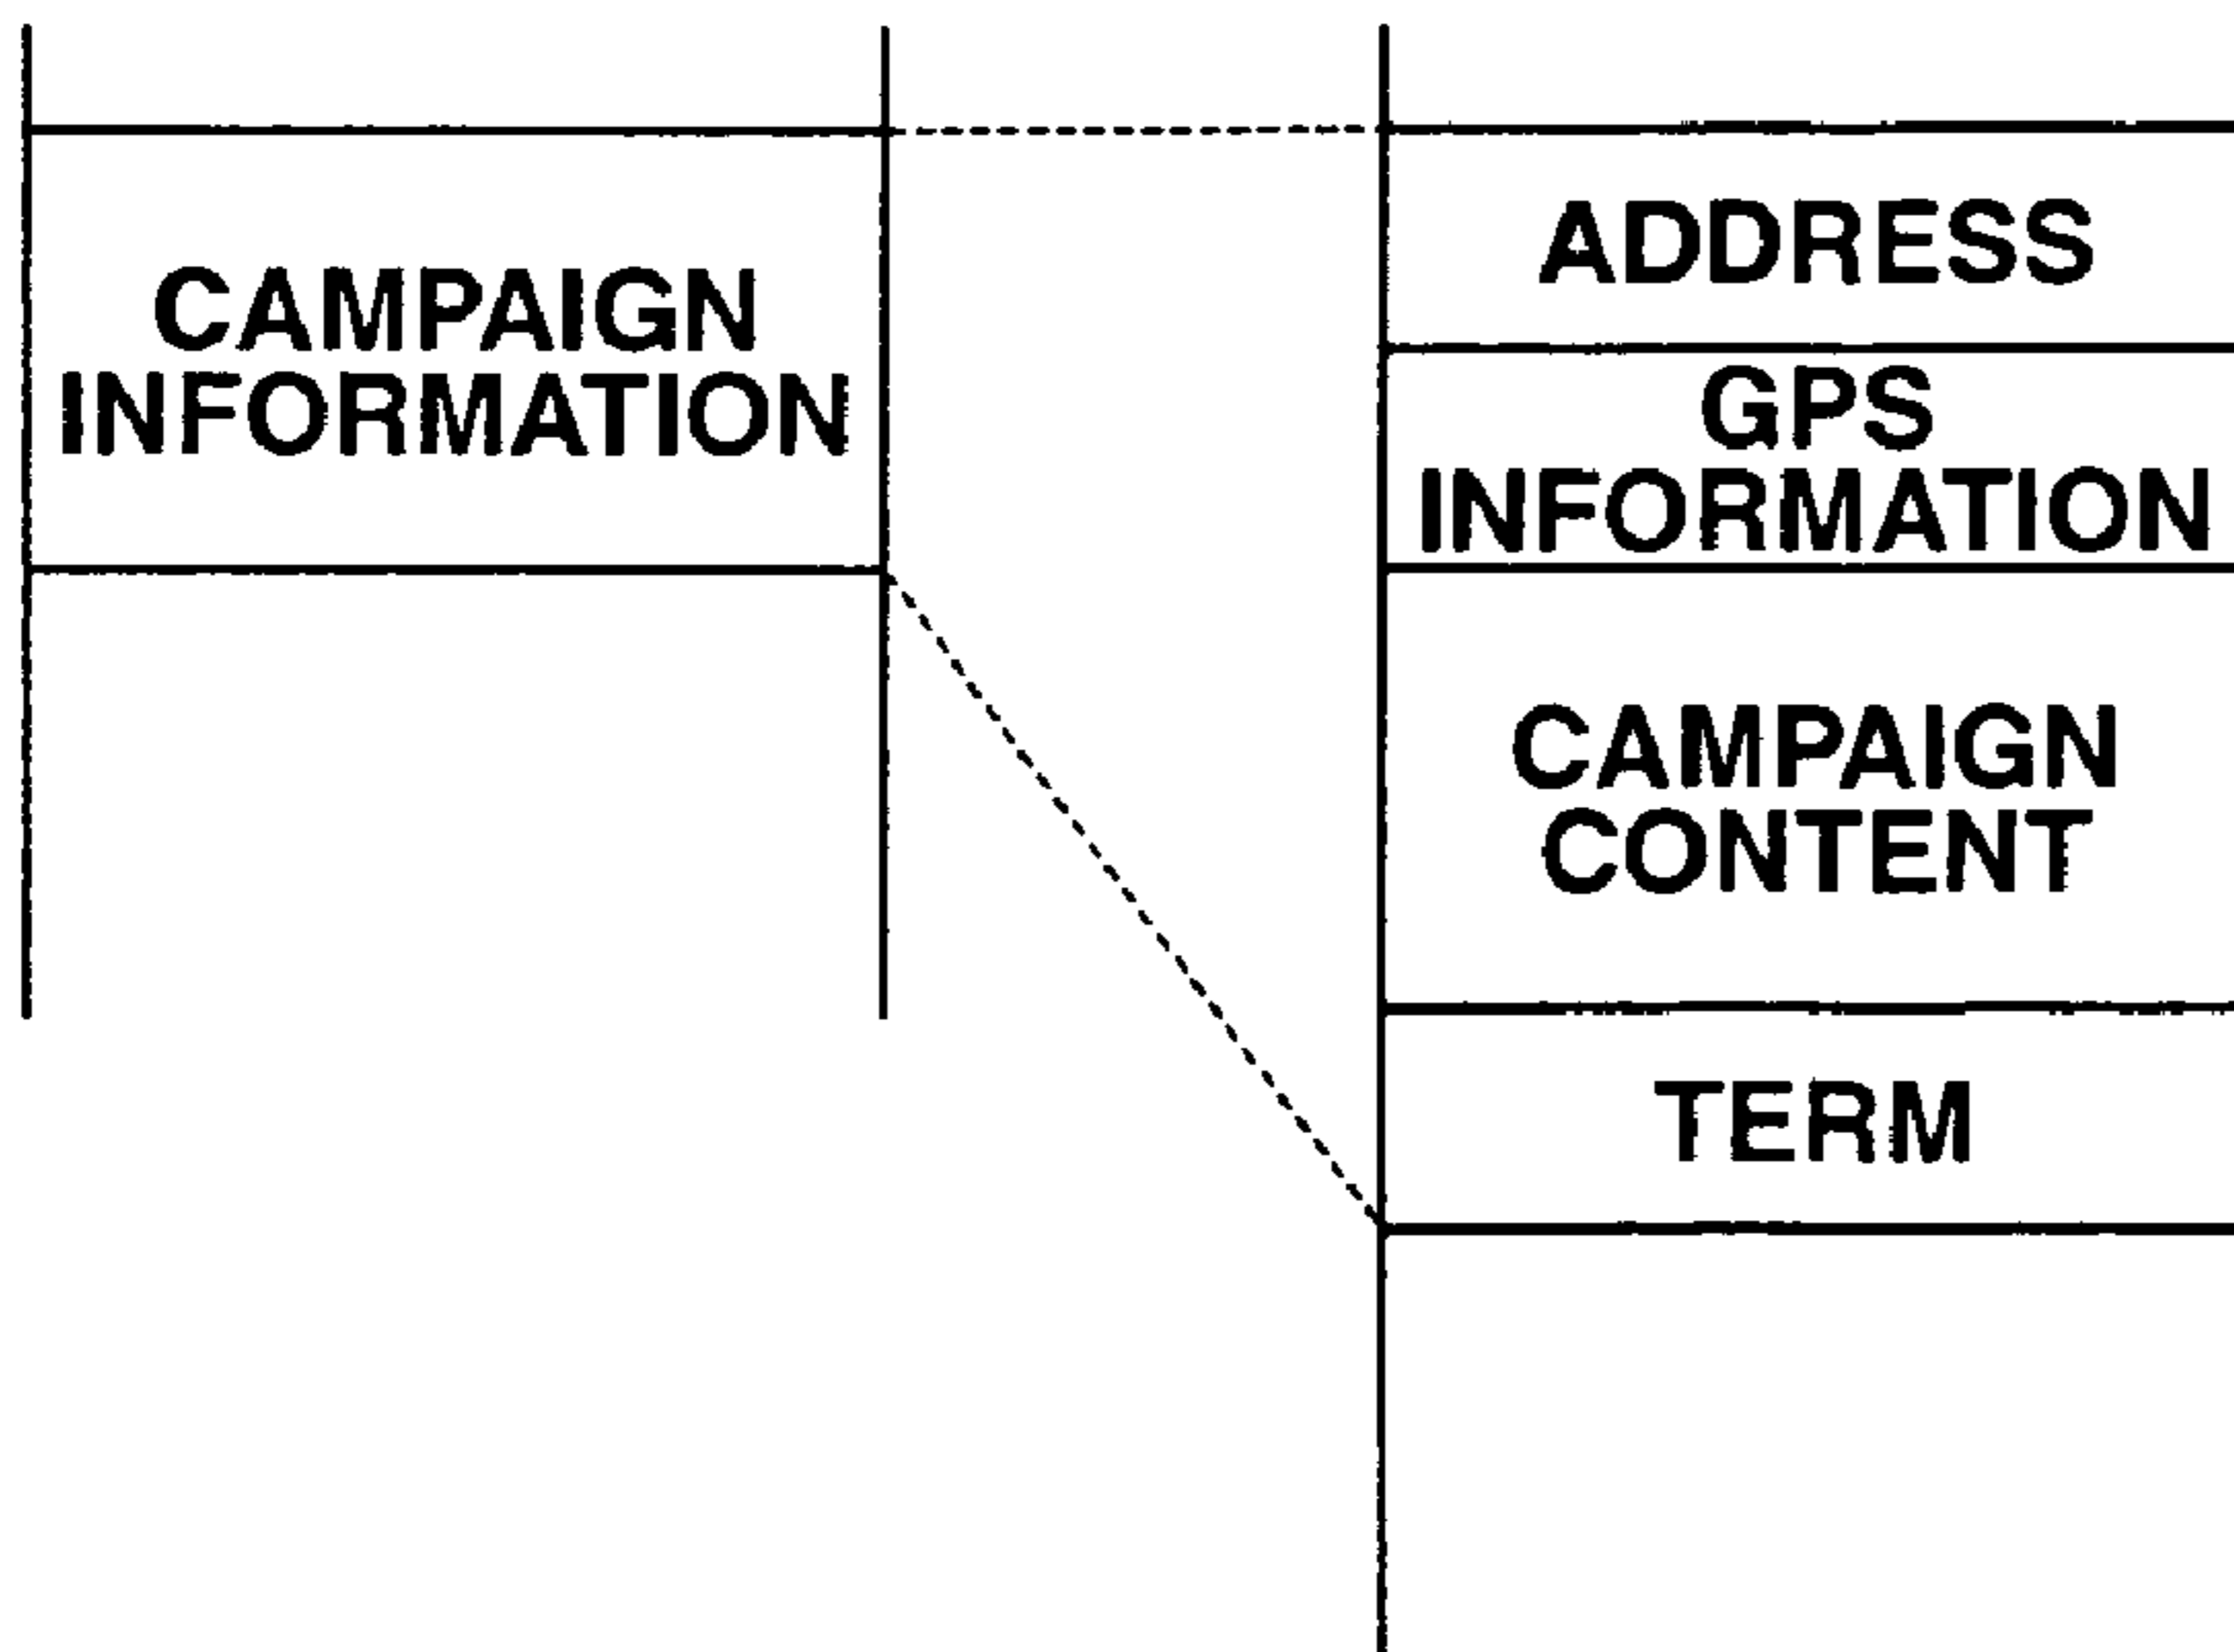 CAMPAIGN
INFORMATION
ADDRESS
GPS
INFORMATION
CAMPAIGN
CONTENT
TERM